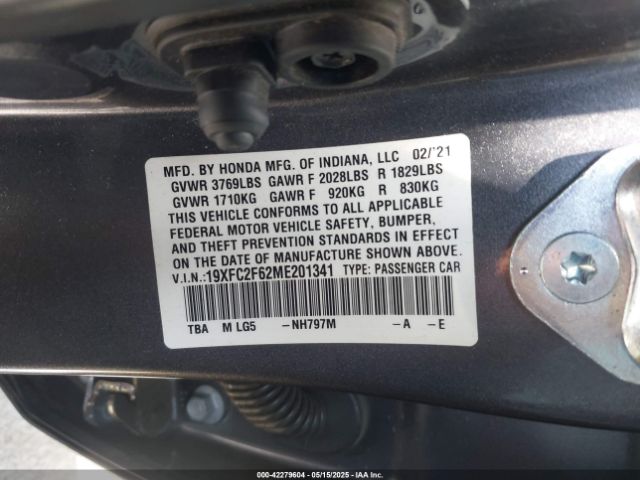 MFD. BY HONDA MFG. OF INDIANA, LLC 02/'21
GVWR 3769LBS GAWR F 2028LBS R 1829LBS
GVWR 1710KG GAWR F 920KG R 830KG
THIS VEHICLE CONFORMS TO ALL APPLICABLE
FEDERAL MOTOR VEHICLE SAFETY, BUMPER,
AND THEFT PREVENTION STANDARDS IN EFFECT
ON THE DATE OF MANUFACTURE SHOWN ABOVE.
V.I.N.:19XFC2F62ME201341 TYPE: PASSENGER CAR
TBA M LG5 -NH797M -A -E
000-42279604 - 05/15/2025 - IAAI.COM